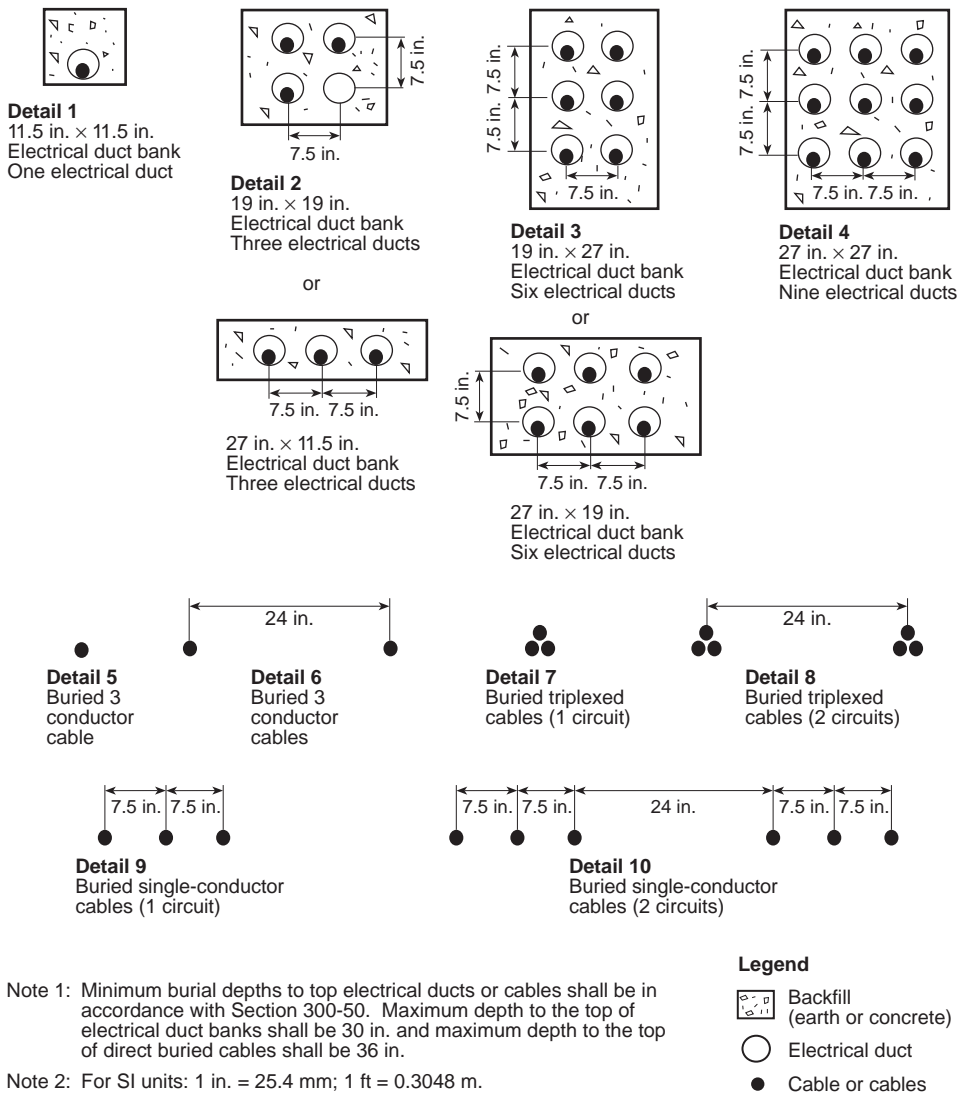 Detail 1
11.5 in. × 11.5 in.
Electrical duct bank
One electrical duct
7.5 in.
7.5 in.
Detail 2
19 in. × 19 in.
Electrical duct bank
Three electrical ducts
or
7.5 in. 7.5 in.
27 in. × 11.5 in.
Electrical duct bank
Three electrical ducts
7.5 in.
7.5 in.
7.5 in.
Detail 3
19 in. × 27 in.
Electrical duct bank
Six electrical ducts
or
7.5 in.
7.5 in. 7.5 in.
27 in. × 19 in.
Electrical duct bank
Six electrical ducts
7.5 in.
7.5 in.
7.5 in. 7.5 in.
Detail 4
27 in. × 27 in.
Electrical duct bank
Nine electrical ducts
Detail 5
Buried 3
conductor
cable
24 in.
Detail 6
Buried 3
conductor
cables
Detail 7
Buried triplexed
cables (1 circuit)
24 in.
Detail 8
Buried triplexed
cables (2 circuits)
7.5 in. 7.5 in.
Detail 9
Buried single-conductor
cables (1 circuit)
7.5 in. 7.5 in. 24 in. 7.5 in. 7.5 in.
Detail 10
Buried single-conductor
cables (2 circuits)
Note 1: Minimum burial depths to top electrical ducts or cables shall be in
accordance with Section 300-50. Maximum depth to the top of
electrical duct banks shall be 30 in. and maximum depth to the top
of direct buried cables shall be 36 in.
Note 2: For SI units: 1 in. = 25.4 mm; 1 ft = 0.3048 m.
Legend
Backfill
(earth or concrete)
Electrical duct
Cable or cables